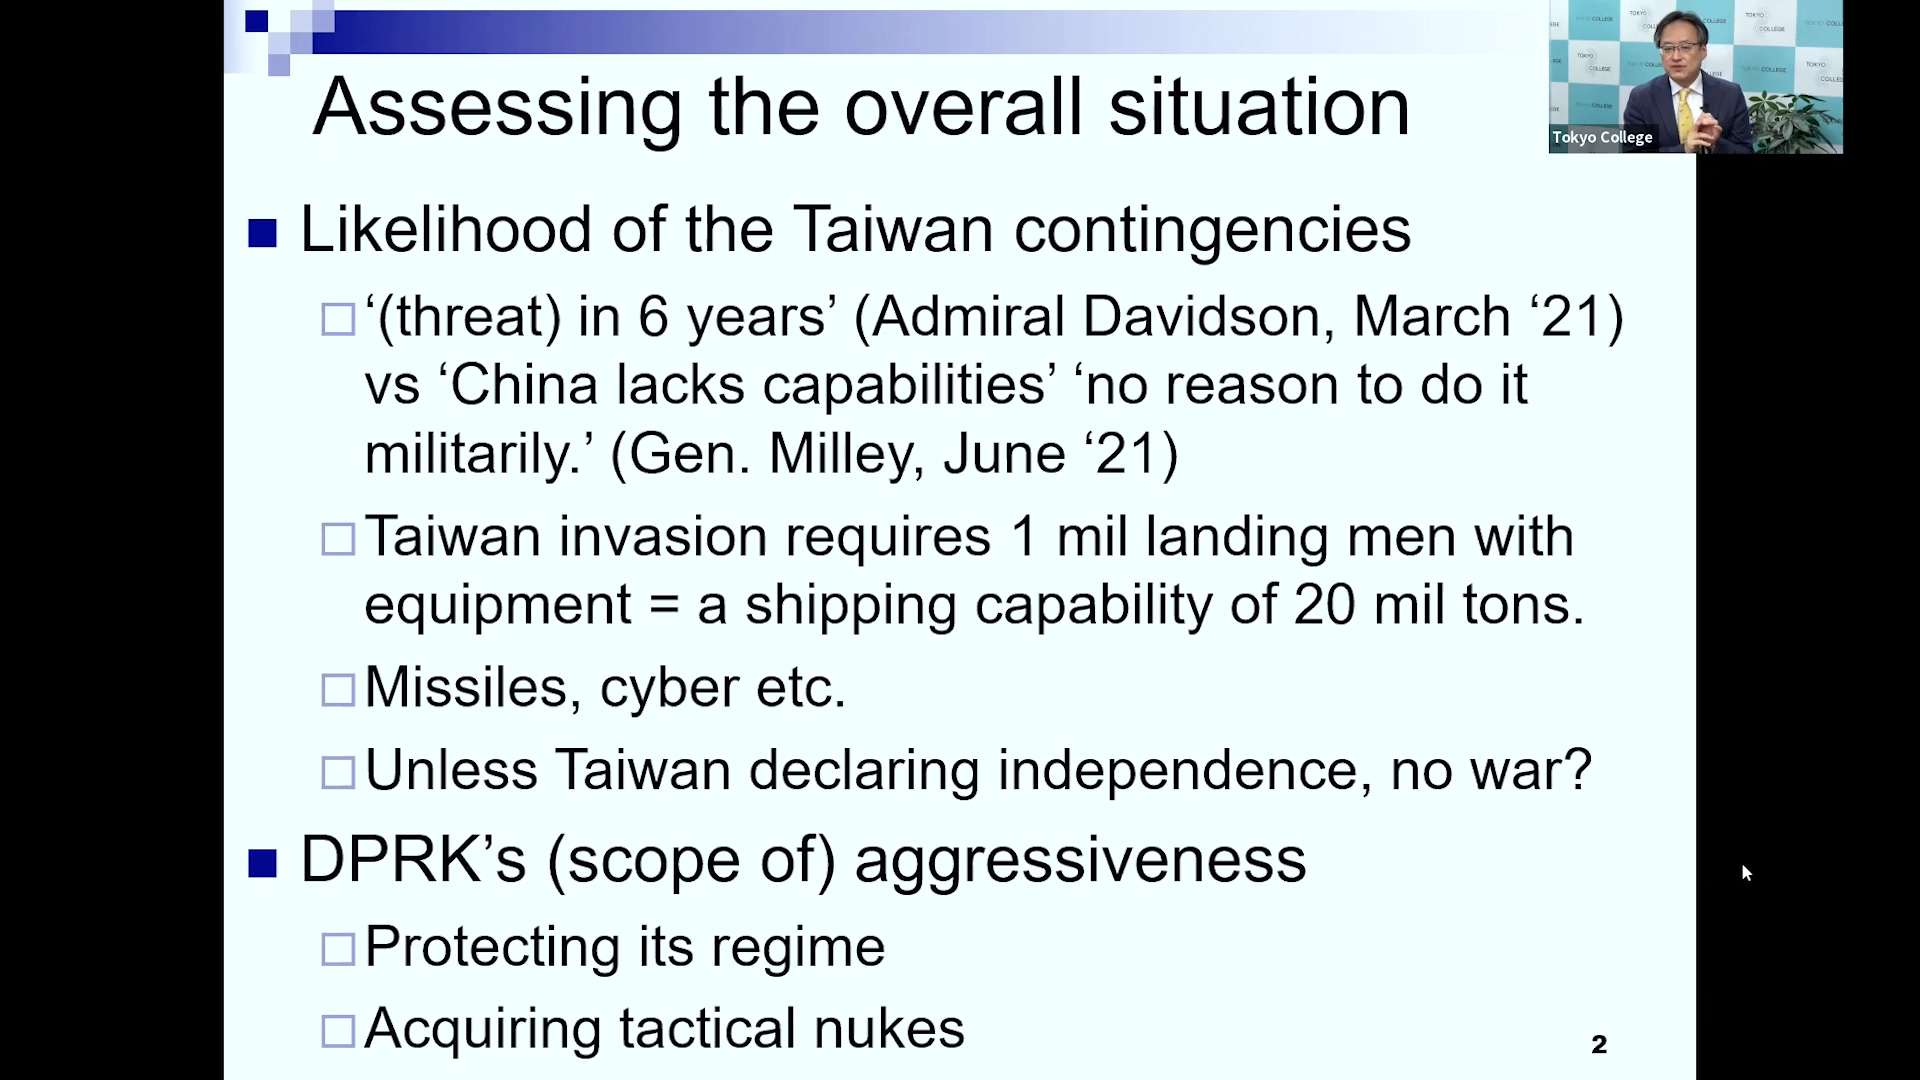 Assessing the overall situation
Tokyo College
Likelihood of the Taiwan contingencies
‘(threat) in 6 years’ (Admiral Davidson, March ‘21)
vs ‘China lacks capabilities’ ‘no reason to do it
militarily.’ (Gen. Milley, June ‘21)
Taiwan invasion requires 1 mil landing men with
equipment = a shipping capability of 20 mil tons.
Missiles, cyber etc.
Unless Taiwan declaring independence, no war?
DPRK’s (scope of) aggressiveness
Protecting its regime
Acquiring tactical nukes
2